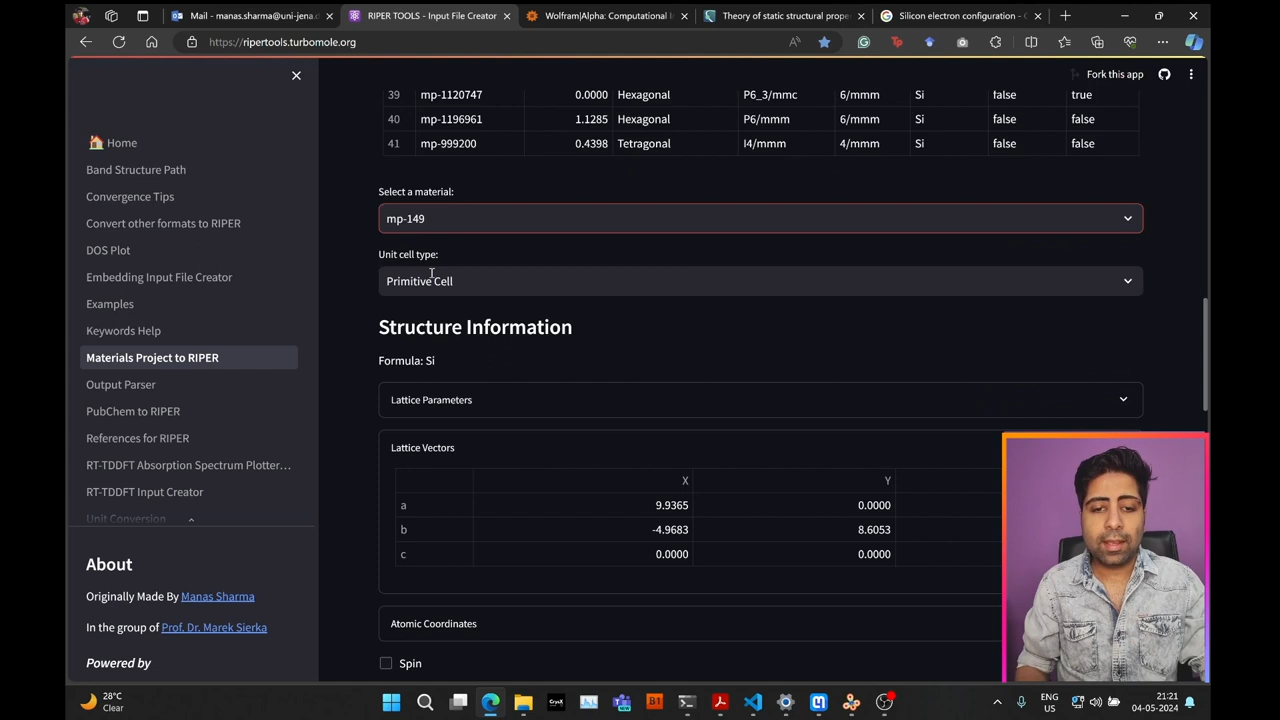 Mail - manas.sharma@uni-jena.d
RIPER TOOLS - Input File Creator
Wolfram|Alpha: Computational I
Theory of static structural proper
Silicon electron configuration - G
https://ripertools.turbomole.org
Fork this app
39 mp-1120747 0.0000 Hexagonal P6_3/mmc 6/mmm Si false true
40 mp-1196961 1.1285 Hexagonal P6/mmm 6/mmm Si false false
41 mp-999200 0.4398 Tetragonal I4/mmm 4/mmm Si false false
Home
Band Structure Path
Convergence Tips
Convert other formats to RIPER
DOS Plot
Embedding Input File Creator
Examples
Keywords Help
Materials Project to RIPER
Output Parser
PubChem to RIPER
References for RIPER
RT-TDDFT Absorption Spectrum Plotter...
RT-TDDFT Input Creator
Unit Conversion
About
Originally Made By Manas Sharma
In the group of Prof. Dr. Marek Sierka
Powered by
Select a material:
mp-149
Unit cell type:
Primitive Cell
Structure Information
Formula: Si
Lattice Parameters
Lattice Vectors
X Y
a 9.9365 0.0000
b -4.9683 8.6053
c 0.0000 0.0000
Atomic Coordinates
Spin
28°C
Clear
ENG
US
21:21
04-05-2024